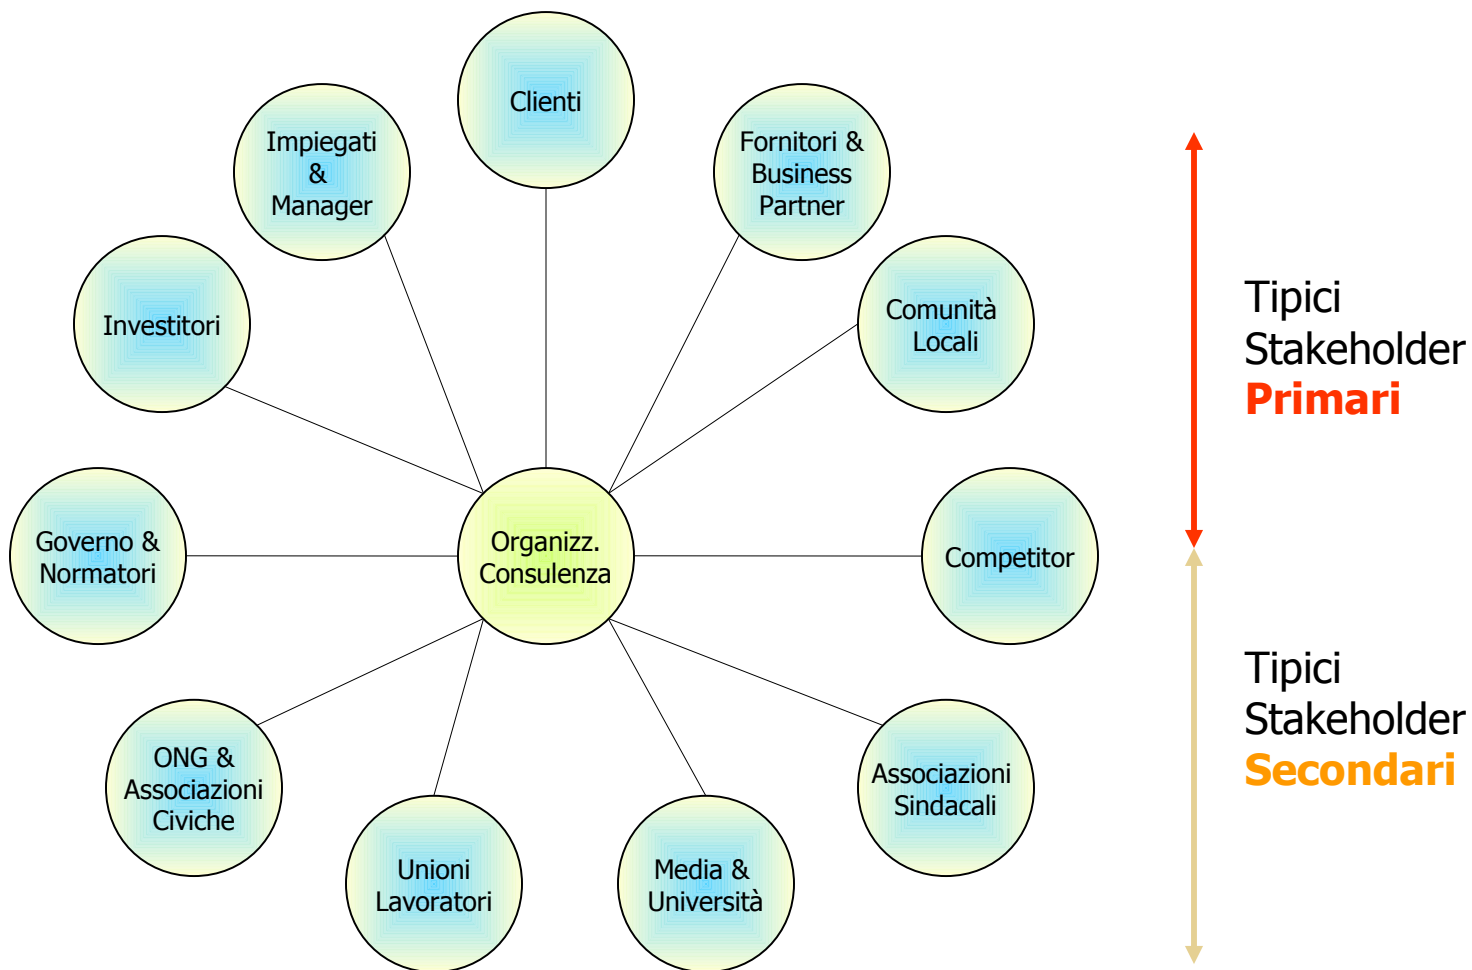 Clienti
Impiegati
&
Manager
Fornitori &
Business
Partner
Investitori
Comunità
Locali
Tipici
Stakeholder
Primari
Governo &
Normatori
Organizz.
Consulenza
Competitor
ONG &
Associazioni
Civiche
Unioni
Lavoratori
Media &
Università
Associazioni
Sindacali
Tipici
Stakeholder
Secondari